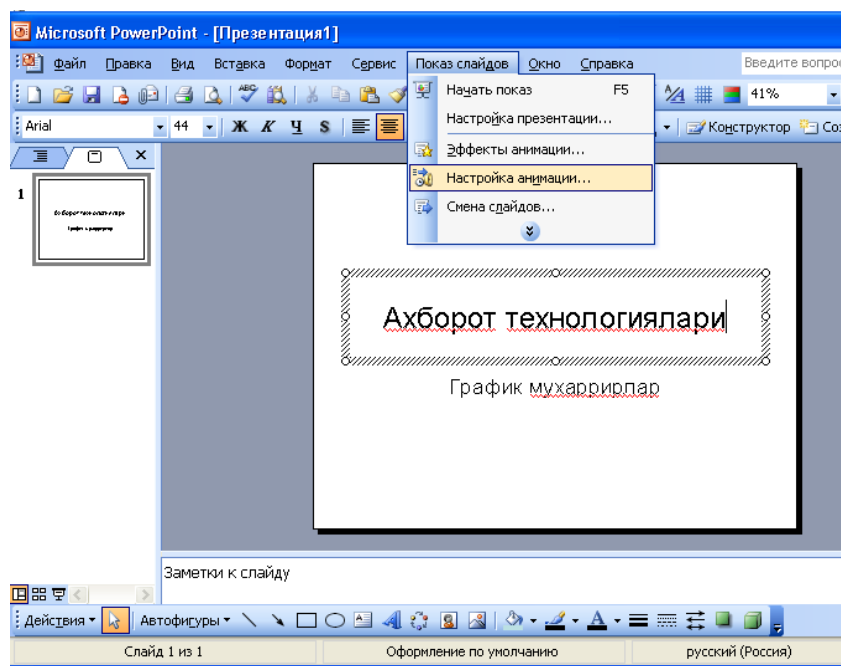 Microsoft PowerPoint - [Презентация1]
Файл Правка Вид Вставка Формат Сервис Показ слайдов Окно Справка Введите вопро
41%
Arial 44 Ж К Ч S Конструктор Соз
Начать показ F5
Настройка презентации...
Эффекты анимации...
Настройка анимации...
Смена слайдов...
1
Ахборот технологиялари
График мухаррирлар
Заметки к слайду
Действия Автофигуры
Слайд 1 из 1 Оформление по умолчанию русский (Россия)